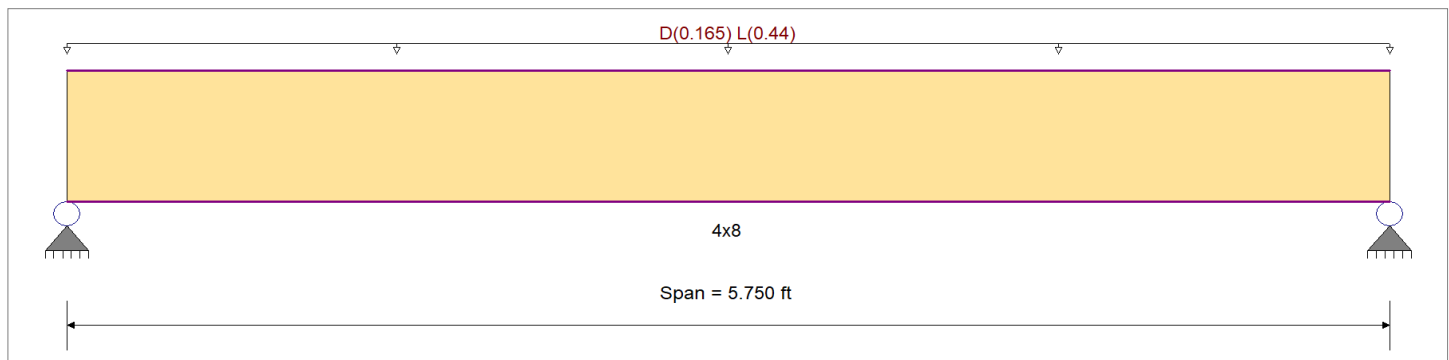 D(0.165) L(0.44)
4x8
Span = 5.750 ft